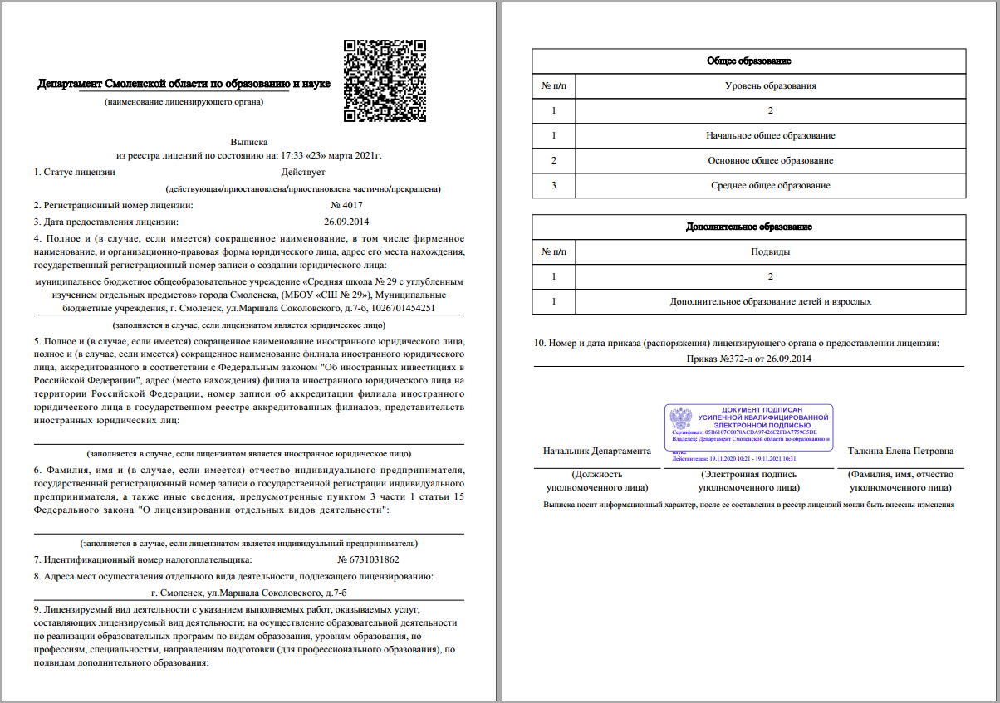 Департамент Смоленской области по образованию и науке
(наименование лицензирующего органа)
Выписка
из реестра лицензий по состоянию на: 17:33 «23» марта 2021г.
1. Статус лицензии Действует
(действующая/приостановлена/приостановлена частично/прекращена)
2. Регистрационный номер лицензии: № 4017
3. Дата предоставления лицензии: 26.09.2014
4. Полное и (в случае, если имеется) сокращенное наименование, в том числе фирменное
наименование, и организационно-правовая форма юридического лица, адрес его места нахождения,
государственный регистрационный номер записи о создании юридического лица:
муниципальное бюджетное общеобразовательное учреждение «Средняя школа № 29 с углубленным
изучением отдельных предметов» города Смоленска, (МБОУ «СШ № 29»), Муниципальные
бюджетные учреждения, г. Смоленск, ул.Маршала Соколовского, д.7-б, 1026701454251
(заполняется в случае, если лицензиатом является юридическое лицо)
5. Полное и (в случае, если имеется) сокращенное наименование иностранного юридического лица,
полное и (в случае, если имеется) сокращенное наименование филиала иностранного юридического
лица, аккредитованного в соответствии с Федеральным законом "Об иностранных инвестициях в
Российской Федерации", адрес (место нахождения) филиала иностранного юридического лица на
территории Российской Федерации, номер записи об аккредитации филиала иностранного
юридического лица в государственном реестре аккредитованных филиалов, представительств
иностранных юридических лиц:
(заполняется в случае, если лицензиатом является иностранное юридическое лицо)
6. Фамилия, имя и (в случае, если имеется) отчество индивидуального предпринимателя,
государственный регистрационный номер записи о государственной регистрации индивидуального
предпринимателя, а также иные сведения, предусмотренные пунктом 3 части 1 статьи 15
Федерального закона "О лицензировании отдельных видов деятельности":
(заполняется в случае, если лицензиатом является индивидуальный предприниматель)
7. Идентификационный номер налогоплательщика: № 6731031862
8. Адреса мест осуществления отдельного вида деятельности, подлежащего лицензированию:
г. Смоленск, ул.Маршала Соколовского, д.7-б
9. Лицензируемый вид деятельности с указанием выполняемых работ, оказываемых услуг,
составляющих лицензируемый вид деятельности: на осуществление образовательной деятельности
по реализации образовательных программ по видам образования, уровням образования, по
профессиям, специальностям, направлениям подготовки (для профессионального образования), по
подвидам дополнительного образования:
Общее образование
№ п/п Уровень образования
1 2
1 Начальное общее образование
2 Основное общее образование
3 Среднее общее образование
Дополнительное образование
№ п/п Подвиды
1 2
1 Дополнительное образование детей и взрослых
10. Номер и дата приказа (распоряжения) лицензирующего органа о предоставлении лицензии:
Приказ №372-л от 26.09.2014
ДОКУМЕНТ ПОДПИСАН
УСИЛЕННОЙ КВАЛИФИЦИРОВАННОЙ
ЭЛЕКТРОННОЙ ПОДПИСЬЮ
Сертификат: 05B6107C0078ACDA97426C2FBA7759C5DE
Владелец: Департамент Смоленской области по образованию и
науке
Действителен: 19.11.2020 10:21 - 19.11.2021 10:31
Начальник Департамента Талкина Елена Петровна
(Должность (Электронная подпись (Фамилия, имя, отчество
уполномоченного лица) уполномоченного лица) уполномоченного лица)
Выписка носит информационный характер, после ее составления в реестр лицензий могли быть внесены изменения